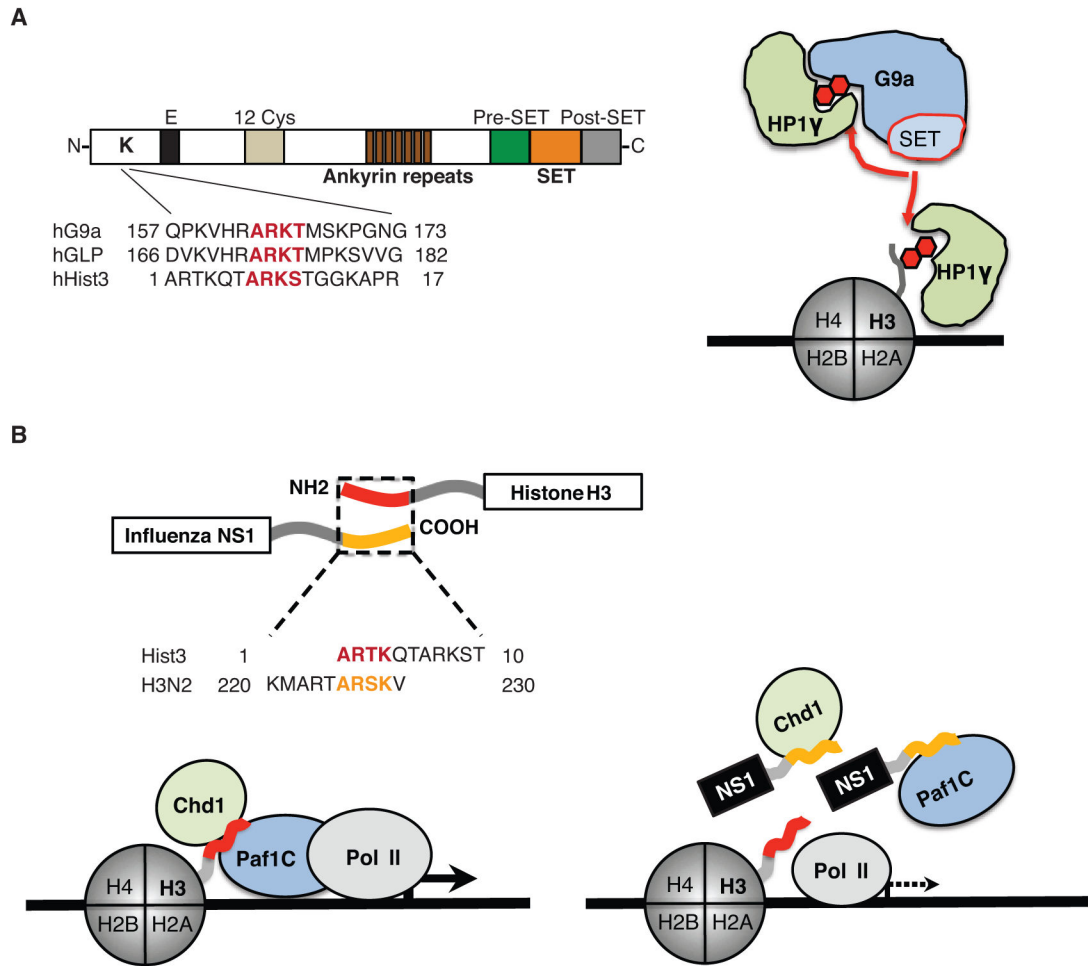 A
E 12 Cys Pre-SET Post-SET
N- K -C
Ankyrin repeats SET
hG9a 157 QPKVHRARKTMSKPGNG 173
hGLP 166 DVKVHRARKTMPKSVVG 182
hHist3 1 ARTKQTARKSTGGKAPR 17
G9a
HP1γ
SET
HP1γ
H4 H3
H2B H2A
B
NH2
Histone H3
Influenza NS1
COOH
Hist3 1 ARTKQTARKST 10
H3N2 220 KMARTARSKV 230
Chd1
Paf1C
Pol II
H4 H3
H2B H2A
Chd1
NS1
NS1
Paf1C
Pol II
H4 H3
H2B H2A